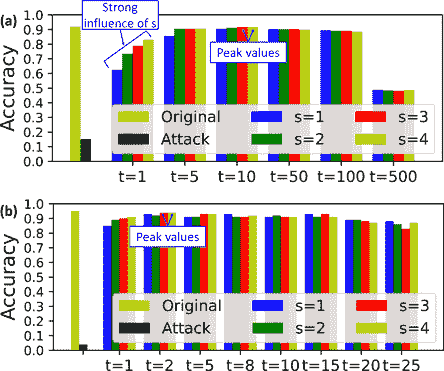 Strong
influence of s
(a)
Accuracy
0.9
0.8
0.7
0.6
0.5
0.4
0.3
0.2
0.1
0.0
Peak values
Original
Attack
s=1
s=2
s=3
s=4
t=1 t=5 t=10 t=50 t=100 t=500
(b)
Accuracy
0.9
0.9
0.8
0.7
0.6
0.5
0.4
0.3
0.2
0.1
0.0
Peak values
Original
Attack
s=1
s=2
s=3
s=4
t=1 t=2 t=5 t=8 t=10 t=15 t=20 t=25